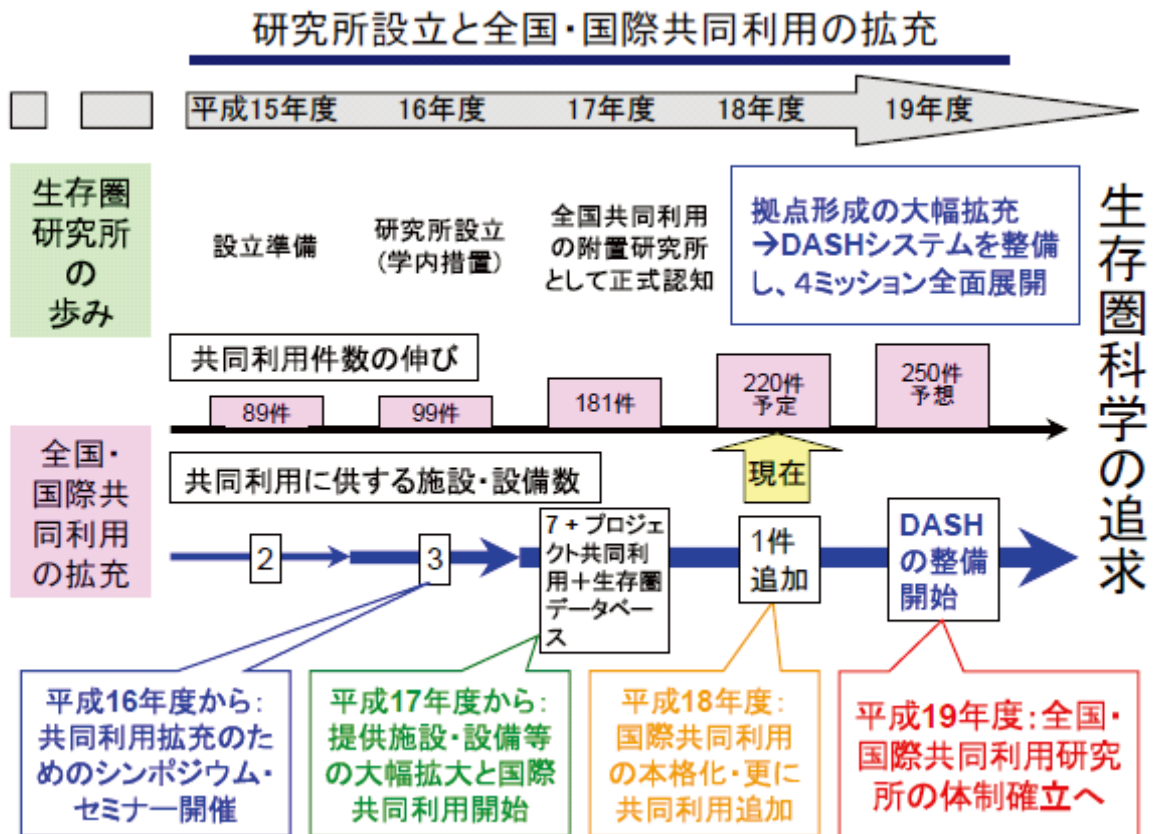 研究所設立と全国・国際共同利用の拡充
平成15年度
16年度
17年度
18年度
19年度
生存圏
研究所
の
歩み
設立準備
研究所設立
(学内措置)
全国共同利用
の附置研究所
として正式認知
拠点形成の大幅拡充
→DASHシステムを整備
し、4ミッション全面展開
生存圏科学の追求
共同利用件数の伸び
89件
99件
181件
220件
予定
250件
予想
全国・
国際共
同利用
の拡充
現在
共同利用に供する施設・設備数
2
3
7 + プロジェ
クト共同利
用＋生存圏
データベー
ス
1件
追加
DASH
の整備
開始
平成16年度から：
共同利用拡充のた
めのシンポジウム・
セミナー開催
平成17年度から：
提供施設・設備等
の大幅拡大と国際
共同利用開始
平成18年度：
国際共同利用
の本格化・更に
共同利用追加
平成19年度：全国・
国際共同利用研究
所の体制確立へ